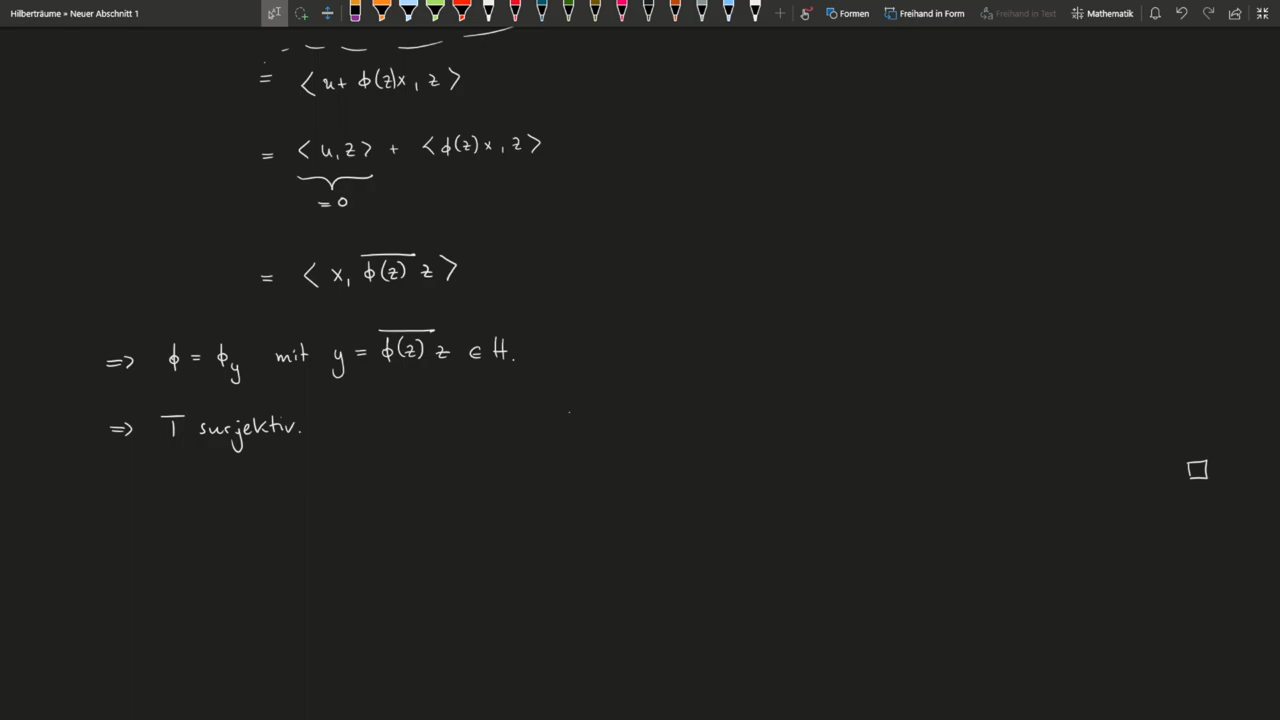 Hilberträume » Neuer Abschnitt 1 Formen Freihand in Form Freihand in Text Mathematik
= ⟨u + ϕ(z)x, z⟩
= ⟨u, z⟩ + ⟨ϕ(z)x, z⟩
= 0
= ⟨x, \overline{ϕ(z)} z⟩
⇒ ϕ = ϕ_y mit y = \overline{ϕ(z)} z ∈ H.
⇒ T surjektiv.
□